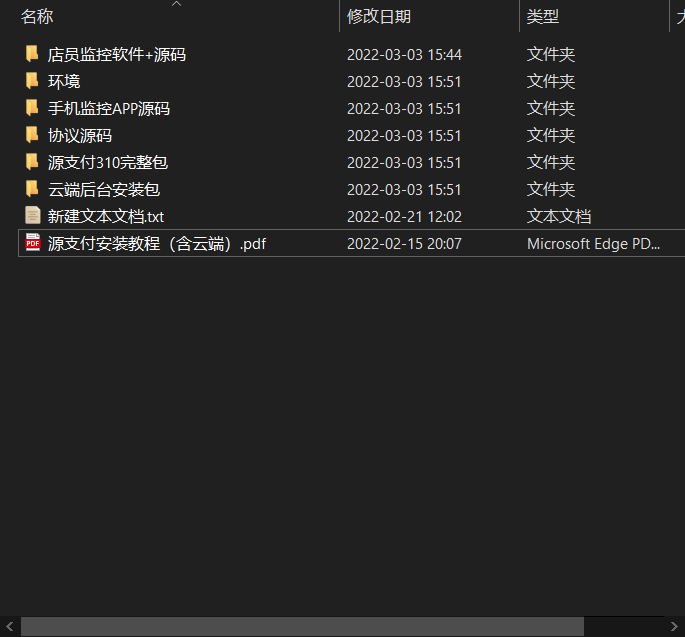 名称 修改日期 类型
店员监控软件+源码 2022-03-03 15:44 文件夹
环境 2022-03-03 15:51 文件夹
手机监控APP源码 2022-03-03 15:51 文件夹
协议源码 2022-03-03 15:51 文件夹
源支付310完整包 2022-03-03 15:51 文件夹
云端后台安装包 2022-03-03 15:51 文件夹
新建文本文档.txt 2022-02-21 12:02 文本文档
PDF 源支付安装教程（含云端）.pdf 2022-02-15 20:07 Microsoft Edge PD...